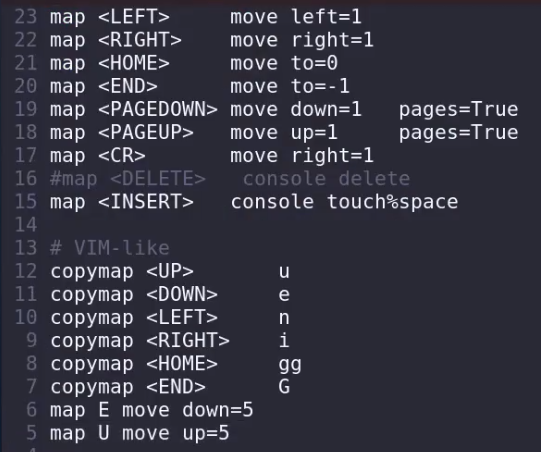 23 map <LEFT> move left=1
22 map <RIGHT> move right=1
21 map <HOME> move to=0
20 map <END> move to=-1
19 map <PAGEDOWN> move down=1 pages=True
18 map <PAGEUP> move up=1 pages=True
17 map <CR> move right=1
16 #map <DELETE> console delete
15 map <INSERT> console touch%space
14
13 # VIM-like
12 copymap <UP> u
11 copymap <DOWN> e
10 copymap <LEFT> n
9 copymap <RIGHT> i
8 copymap <HOME> gg
7 copymap <END> G
6 map E move down=5
5 map U move up=5